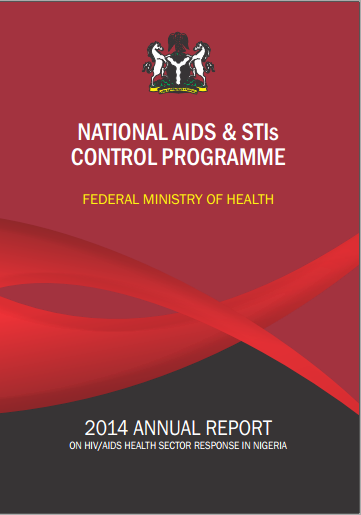 NATIONAL AIDS & STIs
CONTROL PROGRAMME
FEDERAL MINISTRY OF HEALTH
2014 ANNUAL REPORT
ON HIV/AIDS HEALTH SECTOR RESPONSE IN NIGERIA